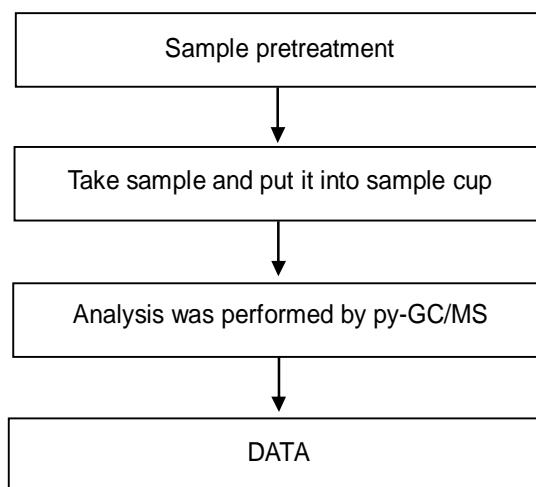 Sample pretreatment
Take sample and put it into sample cup
Analysis was performed by py-GC/MS
DATA